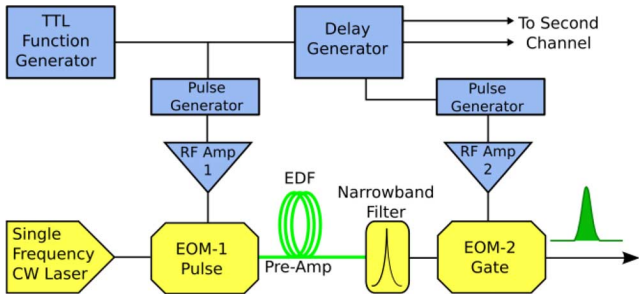 TTL
Function
Generator
Delay
Generator
To Second
Channel
Pulse
Generator
Pulse
Generator
RF Amp
1
RF Amp
2
EDF
Narrowband
Filter
Single
Frequency
CW Laser
EOM-1
Pulse
Pre-Amp
EOM-2
Gate